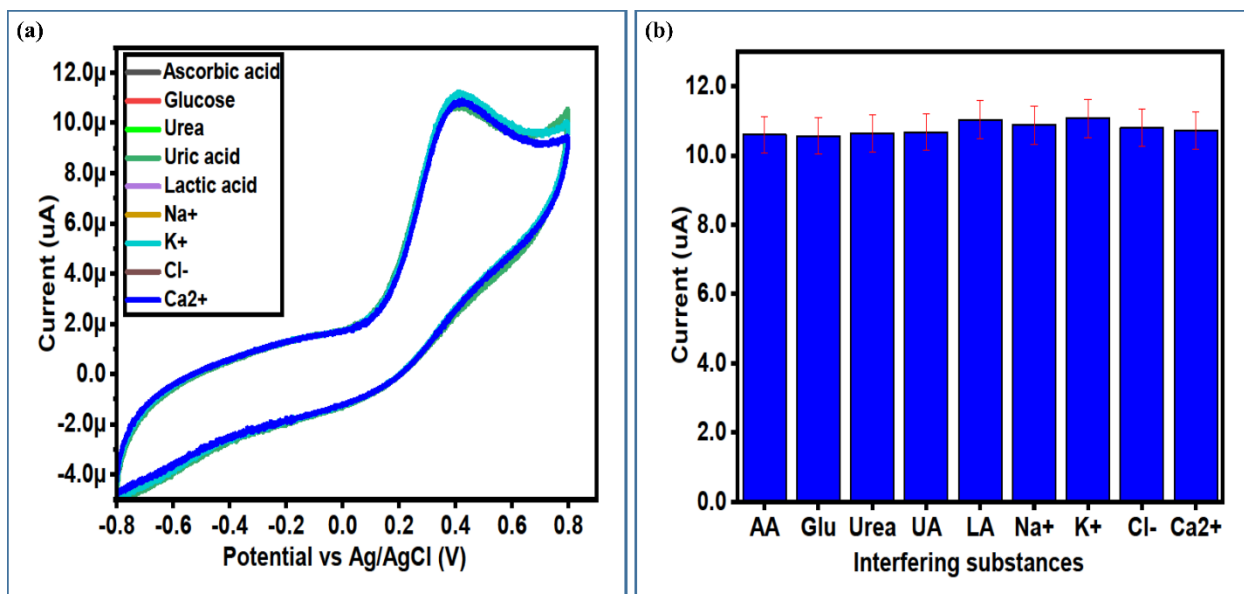 (a)
Ascorbic acid
Glucose
Urea
Uric acid
Lactic acid
Na+
K+
Cl-
Ca2+
12.0μ
10.0μ
8.0μ
6.0μ
4.0μ
2.0μ
0.0
-2.0μ
-4.0μ
Current (uA)
-0.8 -0.6 -0.4 -0.2 0.0 0.2 0.4 0.6 0.8
Potential vs Ag/AgCl (V)
(b)
12.0
10.0
8.0
6.0
4.0
2.0
0.0
Current (uA)
AA Glu Urea UA LA Na+ K+ Cl- Ca2+
Interfering substances